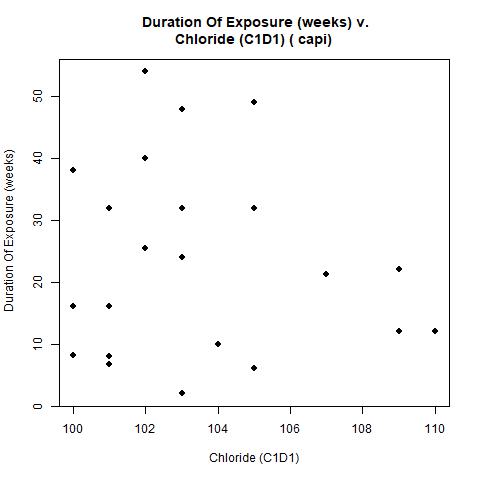 Duration Of Exposure (weeks) v.
Chloride (C1D1) ( capi)
Duration Of Exposure (weeks)
50
40
30
20
10
0
100 102 104 106 108 110
Chloride (C1D1)